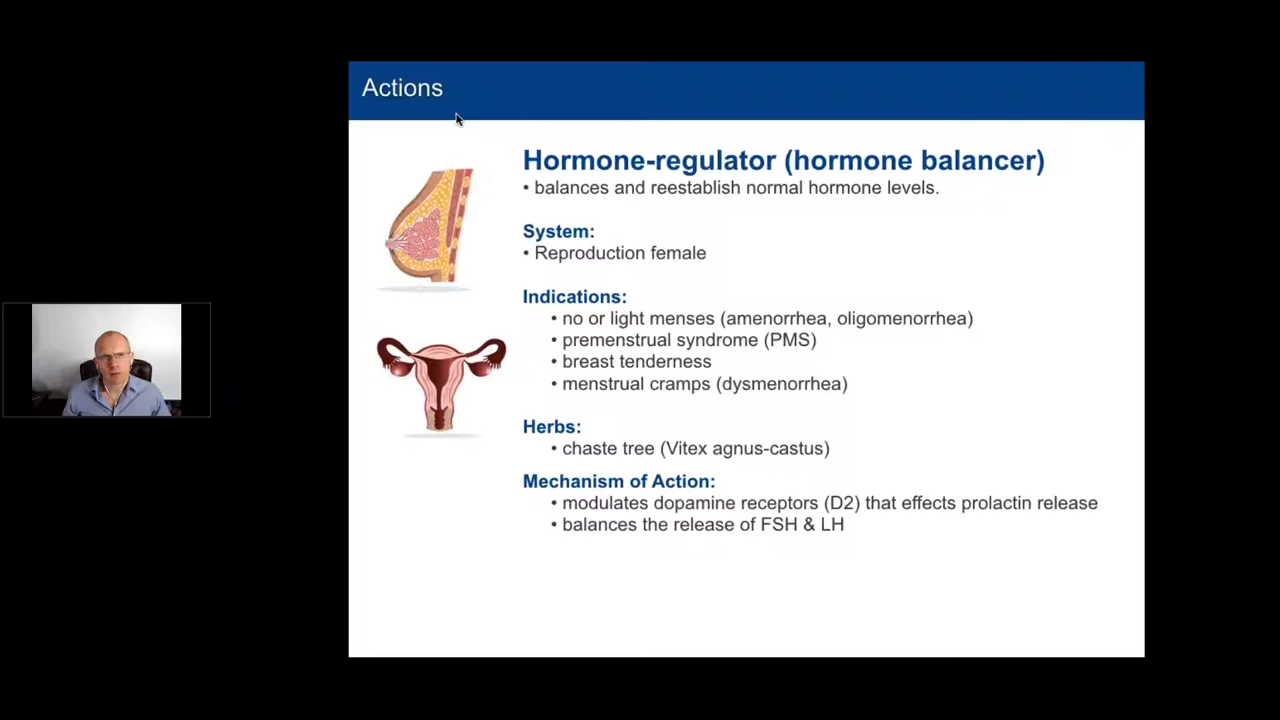 Actions
Hormone-regulator (hormone balancer)
• balances and reestablish normal hormone levels.
System:
• Reproduction female
Indications:
• no or light menses (amenorrhea, oligomenorrhea)
• premenstrual syndrome (PMS)
• breast tenderness
• menstrual cramps (dysmenorrhea)
Herbs:
• chaste tree (Vitex agnus-castus)
Mechanism of Action:
• modulates dopamine receptors (D2) that effects prolactin release
• balances the release of FSH & LH